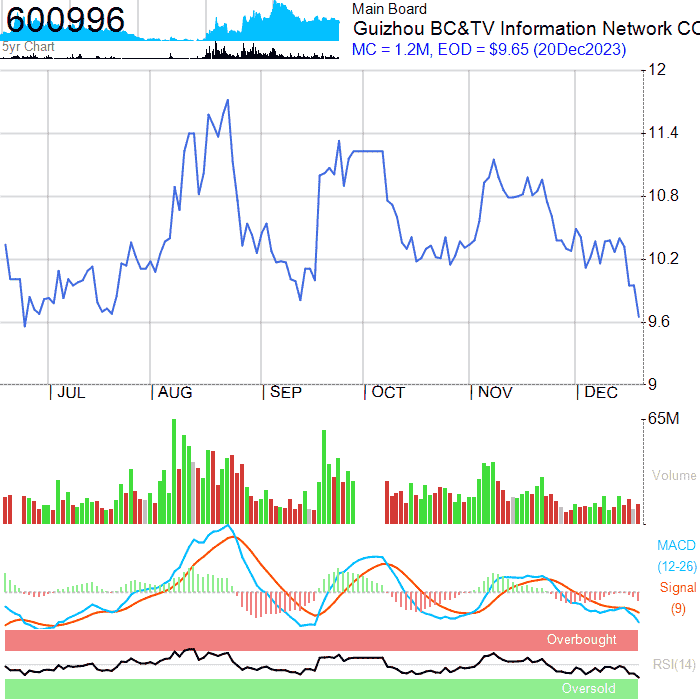 600996
5yr Chart
Main Board
Guizhou BC&TV Information Network CO
MC = 1.2M, EOD = $9.65 (20Dec2023)
12
11.4
10.8
10.2
9.6
9
JUL
AUG
SEP
OCT
NOV
DEC
65M
Volume
MACD
(12-26)
Signal
(9)
Overbought
RSI(14)
Oversold